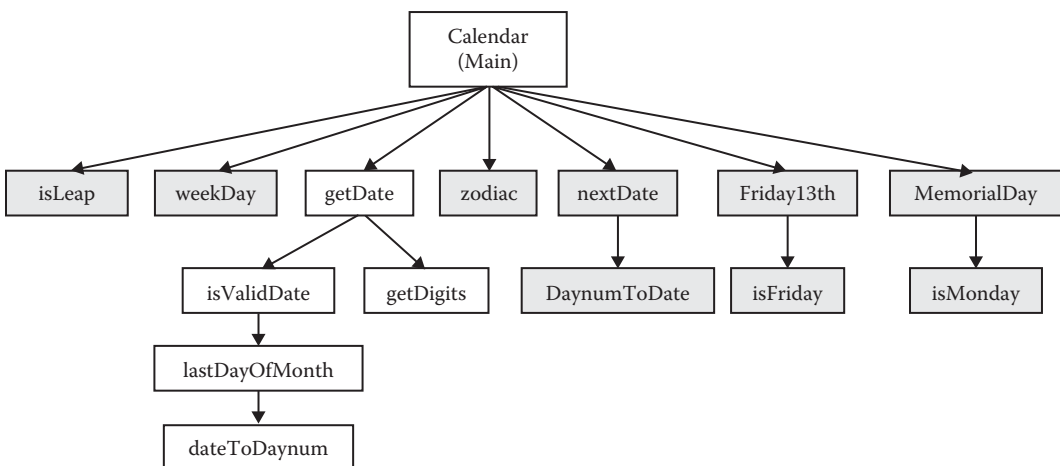 Calendar
(Main)
isLeap
weekDay
getDate
zodiac
nextDate
Friday13th
MemorialDay
isValidDate
getDigits
DaynumToDate
isFriday
isMonday
lastDayOfMonth
dateToDaynum